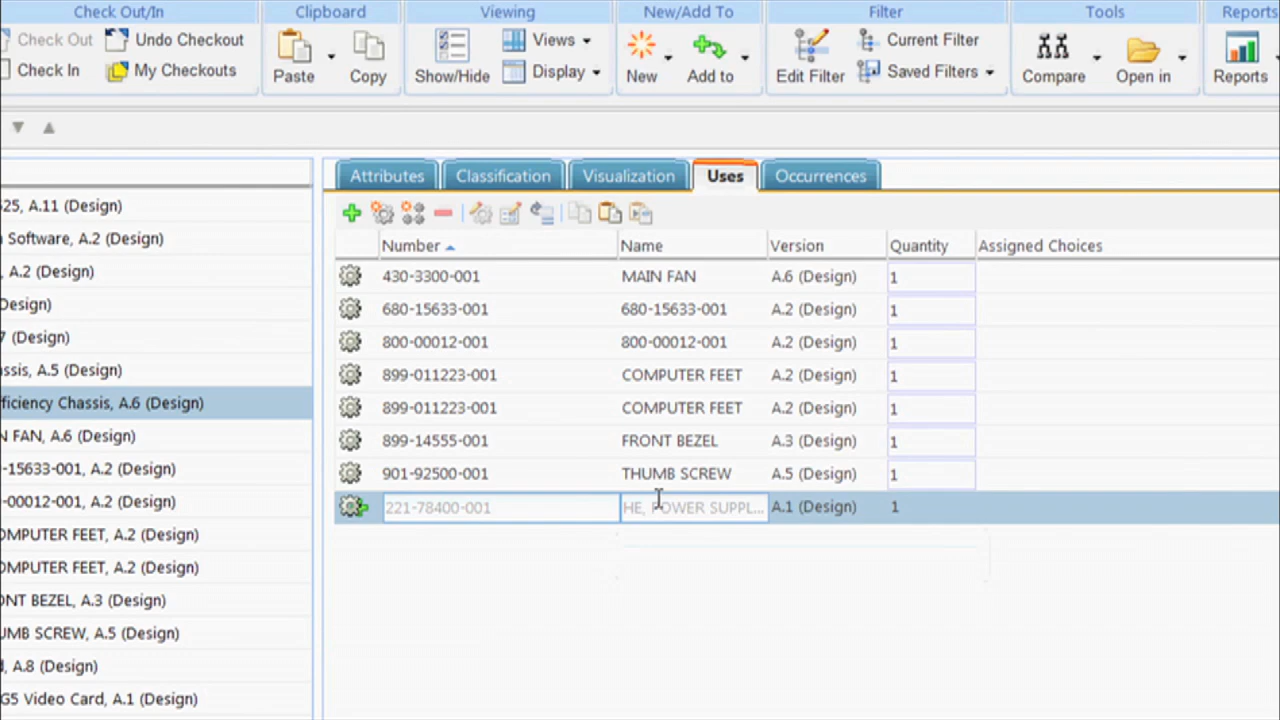 Check Out/In Clipboard Viewing New/Add To Filter Tools Reports
Check Out Undo Checkout
Check In My Checkouts
Paste Copy
Show/Hide Views Display
New Add to
Edit Filter Current Filter
Saved Filters
Compare Open in Reports
Attributes Classification Visualization Uses Occurrences
Number Name Version Quantity Assigned Choices
430-3300-001 MAIN FAN A.6 (Design) 1
680-15633-001 680-15633-001 A.2 (Design) 1
800-00012-001 800-00012-001 A.2 (Design) 1
899-011223-001 COMPUTER FEET A.2 (Design) 1
899-011223-001 COMPUTER FEET A.2 (Design) 1
899-14555-001 FRONT BEZEL A.3 (Design) 1
901-92500-001 THUMB SCREW A.5 (Design) 1
221-78400-001 HE, POWER SUPPL... A.1 (Design) 1
525, A.11 (Design)
Software, A.2 (Design)
, A.2 (Design)
(Design)
7 (Design)
assis, A.5 (Design)
fficiency Chassis, A.6 (Design)
N FAN, A.6 (Design)
-15633-001, A.2 (Design)
-00012-001, A.2 (Design)
OMPUTER FEET, A.2 (Design)
OMPUTER FEET, A.2 (Design)
ONT BEZEL, A.3 (Design)
UMB SCREW, A.5 (Design)
d, A.8 (Design)
G5 Video Card, A.1 (Design)